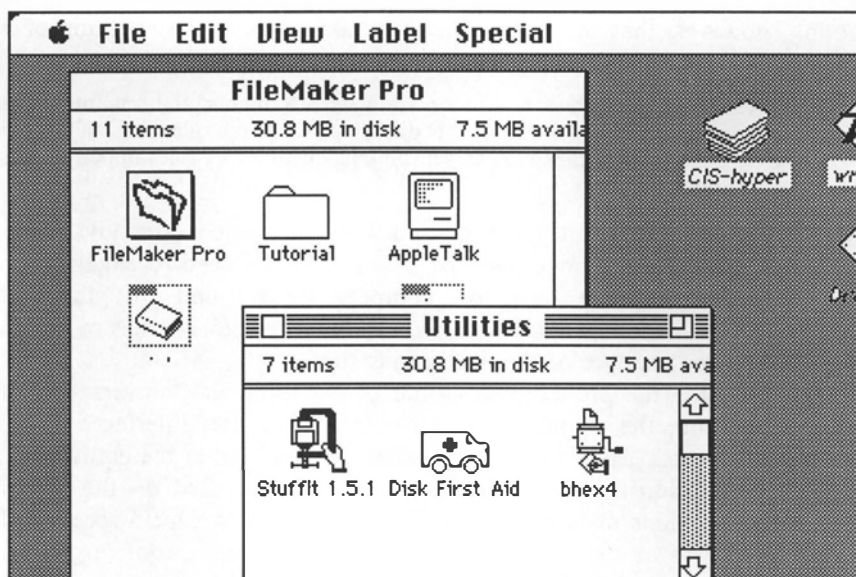 File Edit View Label Special
FileMaker Pro
11 items 30.8 MB in disk 7.5 MB availa
CIS-hyper
FileMaker Pro Tutorial AppleTalk
Utilities
7 items 30.8 MB in disk 7.5 MB ava
StuffIt 1.5.1 Disk First Aid bhex4